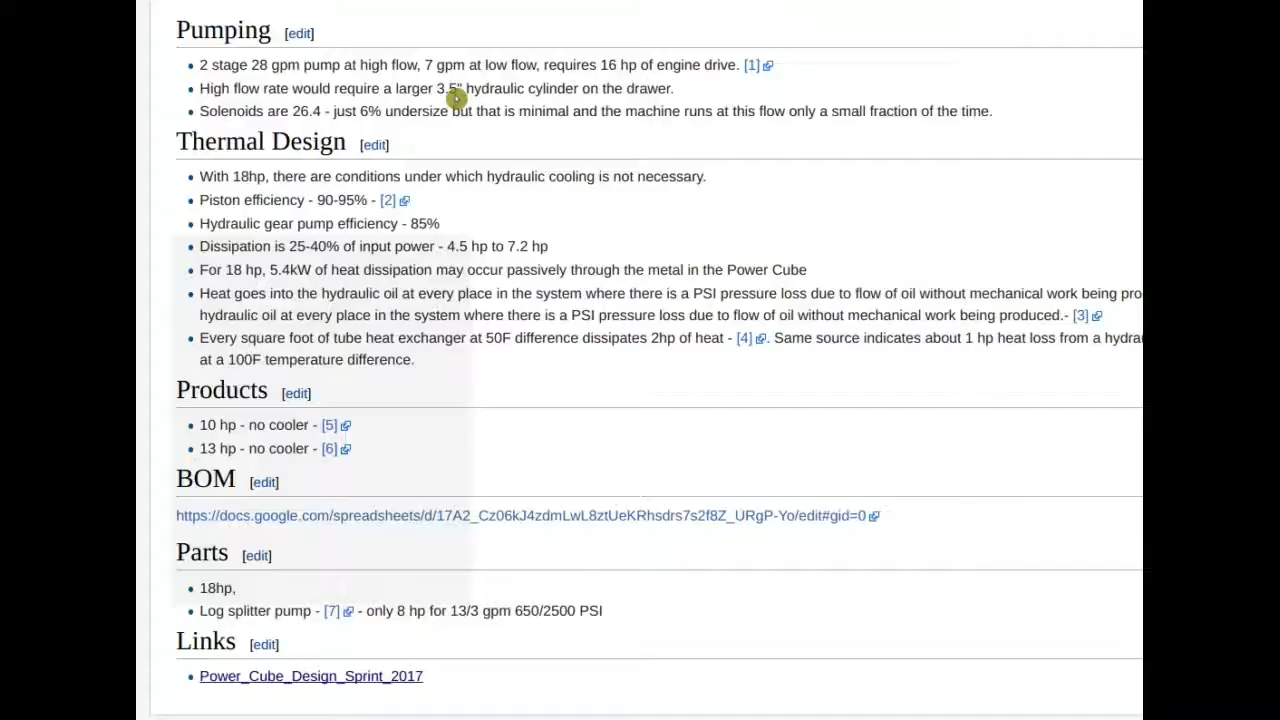 Pumping [edit]
2 stage 28 gpm pump at high flow, 7 gpm at low flow, requires 16 hp of engine drive. [1]
High flow rate would require a larger 3.5" hydraulic cylinder on the drawer.
Solenoids are 26.4 - just 6% undersize but that is minimal and the machine runs at this flow only a small fraction of the time.
Thermal Design [edit]
With 18hp, there are conditions under which hydraulic cooling is not necessary.
Piston efficiency - 90-95% - [2]
Hydraulic gear pump efficiency - 85%
Dissipation is 25-40% of input power - 4.5 hp to 7.2 hp
For 18 hp, 5.4kW of heat dissipation may occur passively through the metal in the Power Cube
Heat goes into the hydraulic oil at every place in the system where there is a PSI pressure loss due to flow of oil without mechanical work being pro
hydraulic oil at every place in the system where there is a PSI pressure loss due to flow of oil without mechanical work being produced.- [3]
Every square foot of tube heat exchanger at 50F difference dissipates 2hp of heat - [4]. Same source indicates about 1 hp heat loss from a hydra
at a 100F temperature difference.
Products [edit]
10 hp - no cooler - [5]
13 hp - no cooler - [6]
BOM [edit]
https://docs.google.com/spreadsheets/d/17A2_Cz06kJ4zdmLwL8ztUeKRhsdrs7s2f8Z_URgP-Yo/edit#gid=0
Parts [edit]
18hp,
Log splitter pump - [7] - only 8 hp for 13/3 gpm 650/2500 PSI
Links [edit]
Power_Cube_Design_Sprint_2017